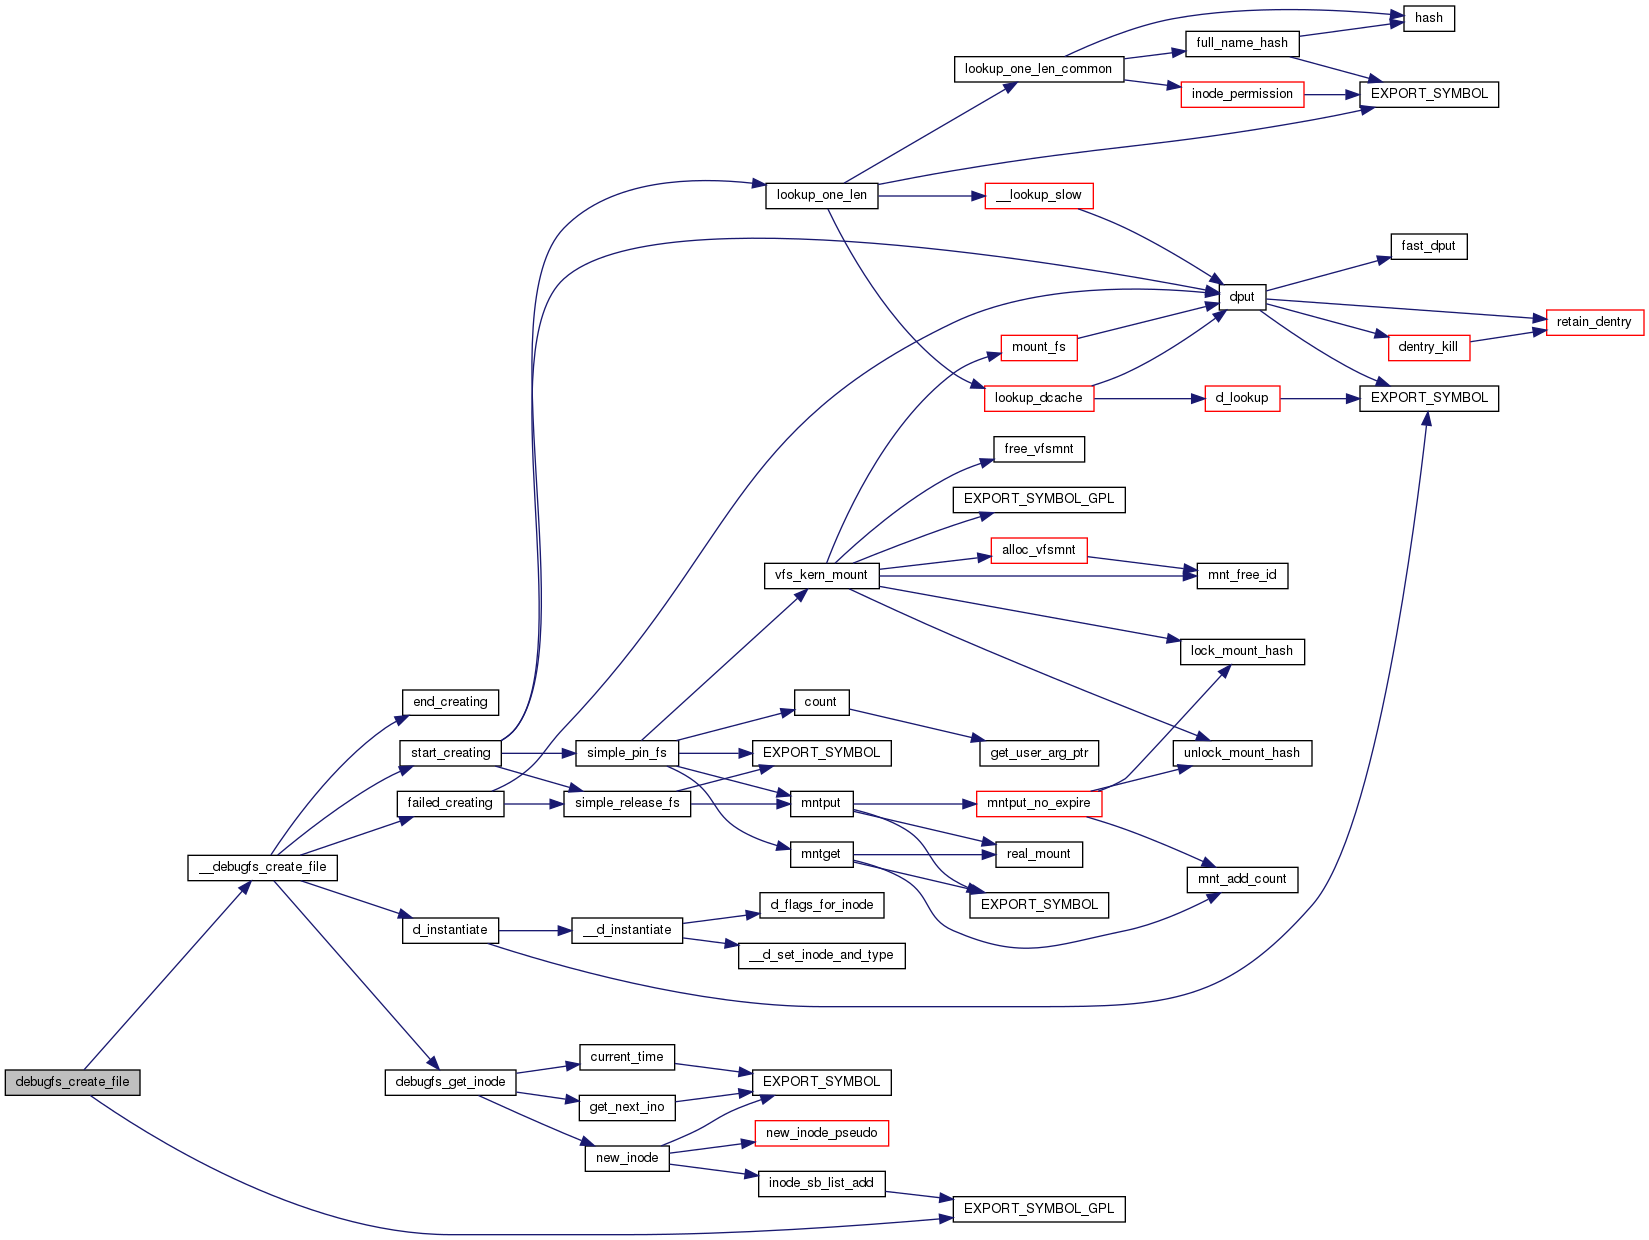 hash
full_name_hash
lookup_one_len_common
inode_permission
EXPORT_SYMBOL
lookup_one_len
__lookup_slow
fast_dput
dput
retain_dentry
mount_fs
dentry_kill
lookup_dcache
d_lookup
EXPORT_SYMBOL
free_vfsmnt
EXPORT_SYMBOL_GPL
alloc_vfsmnt
vfs_kern_mount
mnt_free_id
lock_mount_hash
end_creating
count
start_creating
simple_pin_fs
EXPORT_SYMBOL
get_user_arg_ptr
unlock_mount_hash
failed_creating
simple_release_fs
mntput
mntput_no_expire
mntget
real_mount
__debugfs_create_file
mnt_add_count
d_flags_for_inode
EXPORT_SYMBOL
d_instantiate
__d_instantiate
__d_set_inode_and_type
current_time
debugfs_create_file
debugfs_get_inode
EXPORT_SYMBOL
get_next_ino
new_inode_pseudo
new_inode
inode_sb_list_add
EXPORT_SYMBOL_GPL